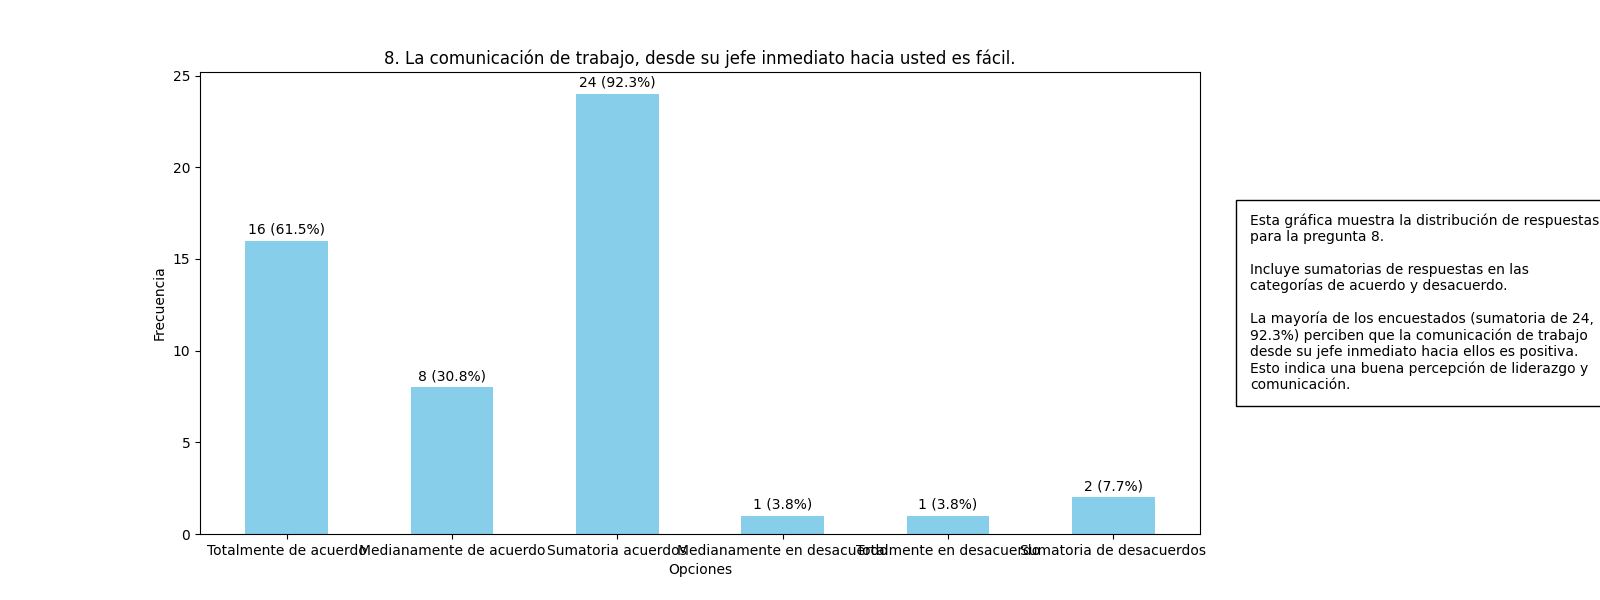 8. La comunicación de trabajo, desde su jefe inmediato hacia usted es fácil.
25
20
15
10
5
0
Frecuencia
16 (61.5%)
8 (30.8%)
24 (92.3%)
1 (3.8%)
1 (3.8%)
2 (7.7%)
Totalmente de acuerdo
Medianamente de acuerdo
Sumatoria acuerdos
Medianamente en desacuerdo
Totalmente en desacuerdo
Sumatoria de desacuerdos
Opciones
Esta gráfica muestra la distribución de respuestas
para la pregunta 8.
Incluye sumatorias de respuestas en las
categorías de acuerdo y desacuerdo.
La mayoría de los encuestados (sumatoria de 24,
92.3%) perciben que la comunicación de trabajo
desde su jefe inmediato hacia ellos es positiva.
Esto indica una buena percepción de liderazgo y
comunicación.